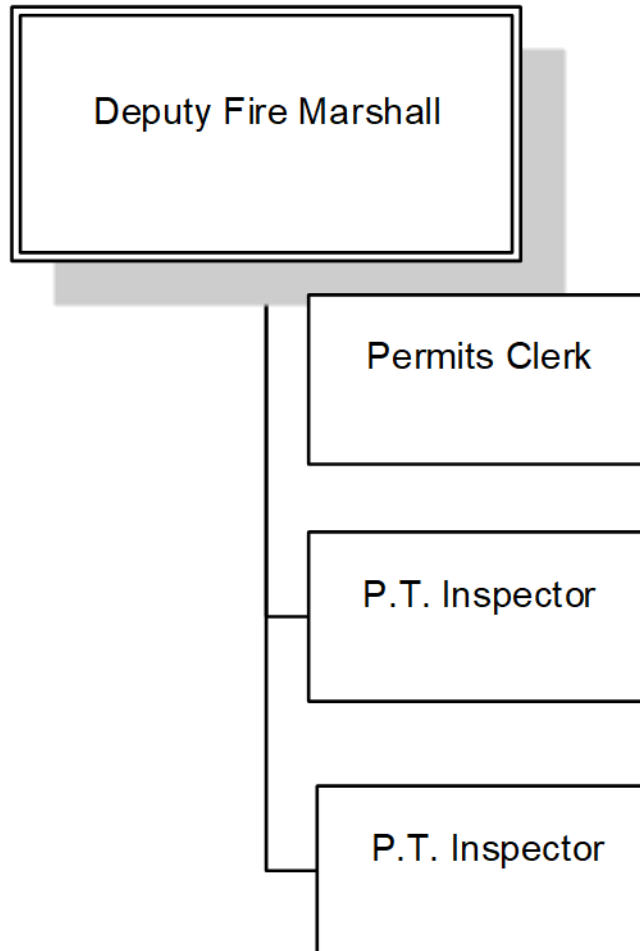 Deputy Fire Marshall
Permits Clerk
P.T. Inspector
P.T. Inspector